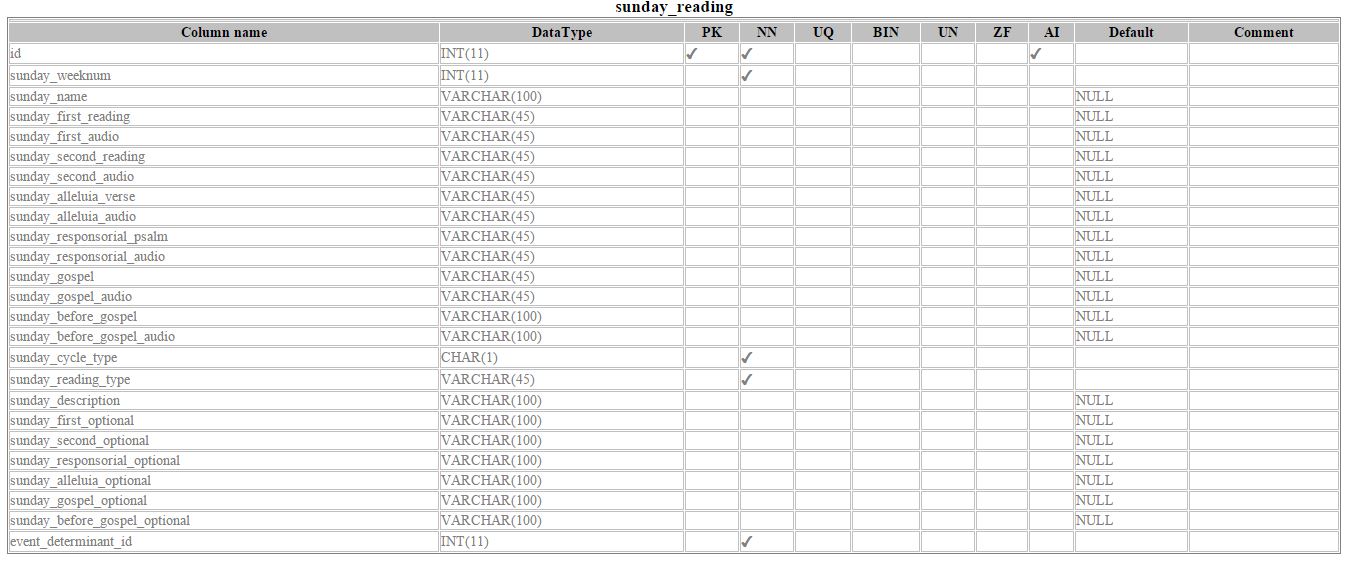 sunday_reading
Column name DataType PK NN UQ BIN UN ZF AI Default Comment
id INT(11) ✔ ✔ ✔
sunday_weeknum INT(11) ✔
sunday_name VARCHAR(100) NULL
sunday_first_reading VARCHAR(45) NULL
sunday_first_audio VARCHAR(45) NULL
sunday_second_reading VARCHAR(45) NULL
sunday_second_audio VARCHAR(45) NULL
sunday_alleluia_verse VARCHAR(45) NULL
sunday_alleluia_audio VARCHAR(45) NULL
sunday_responsorial_psalm VARCHAR(45) NULL
sunday_responsorial_audio VARCHAR(45) NULL
sunday_gospel VARCHAR(45) NULL
sunday_gospel_audio VARCHAR(45) NULL
sunday_before_gospel VARCHAR(100) NULL
sunday_before_gospel_audio VARCHAR(100) NULL
sunday_cycle_type CHAR(1) ✔
sunday_reading_type VARCHAR(45) ✔
sunday_description VARCHAR(100) NULL
sunday_first_optional VARCHAR(100) NULL
sunday_second_optional VARCHAR(100) NULL
sunday_responsorial_optional VARCHAR(100) NULL
sunday_alleluia_optional VARCHAR(100) NULL
sunday_gospel_optional VARCHAR(100) NULL
sunday_before_gospel_optional VARCHAR(100) NULL
event_determinant_id INT(11) ✔